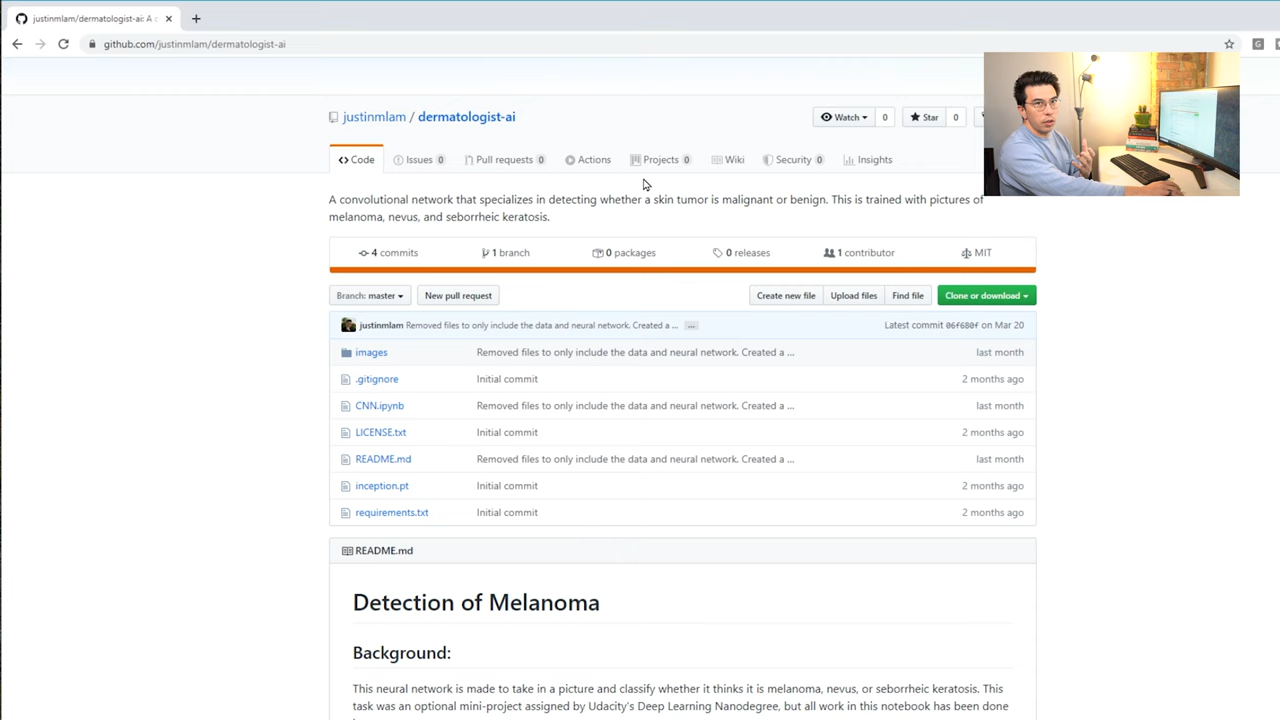 justinmlam/dermatologist-ai: A c
github.com/justinmlam/dermatologist-ai
justinmlam / dermatologist-ai
Watch 0 Star 0
Code Issues 0 Pull requests 0 Actions Projects 0 Wiki Security 0 Insights
A convolutional network that specializes in detecting whether a skin tumor is malignant or benign. This is trained with pictures of
melanoma, nevus, and seborrheic keratosis.
4 commits 1 branch 0 packages 0 releases 1 contributor MIT
Branch: master New pull request Create new file Upload files Find file Clone or download
justinmlam Removed files to only include the data and neural network. Created a ... ... Latest commit 06f680f on Mar 20
images Removed files to only include the data and neural network. Created a ... last month
.gitignore Initial commit 2 months ago
CNN.ipynb Removed files to only include the data and neural network. Created a ... last month
LICENSE.txt Initial commit 2 months ago
README.md Removed files to only include the data and neural network. Created a ... last month
inception.pt Initial commit 2 months ago
requirements.txt Initial commit 2 months ago
README.md
Detection of Melanoma
Background:
This neural network is made to take in a picture and classify whether it thinks it is melanoma, nevus, or seborrheic keratosis. This
task was an optional mini-project assigned by Udacity's Deep Learning Nanodegree, but all work in this notebook has been done